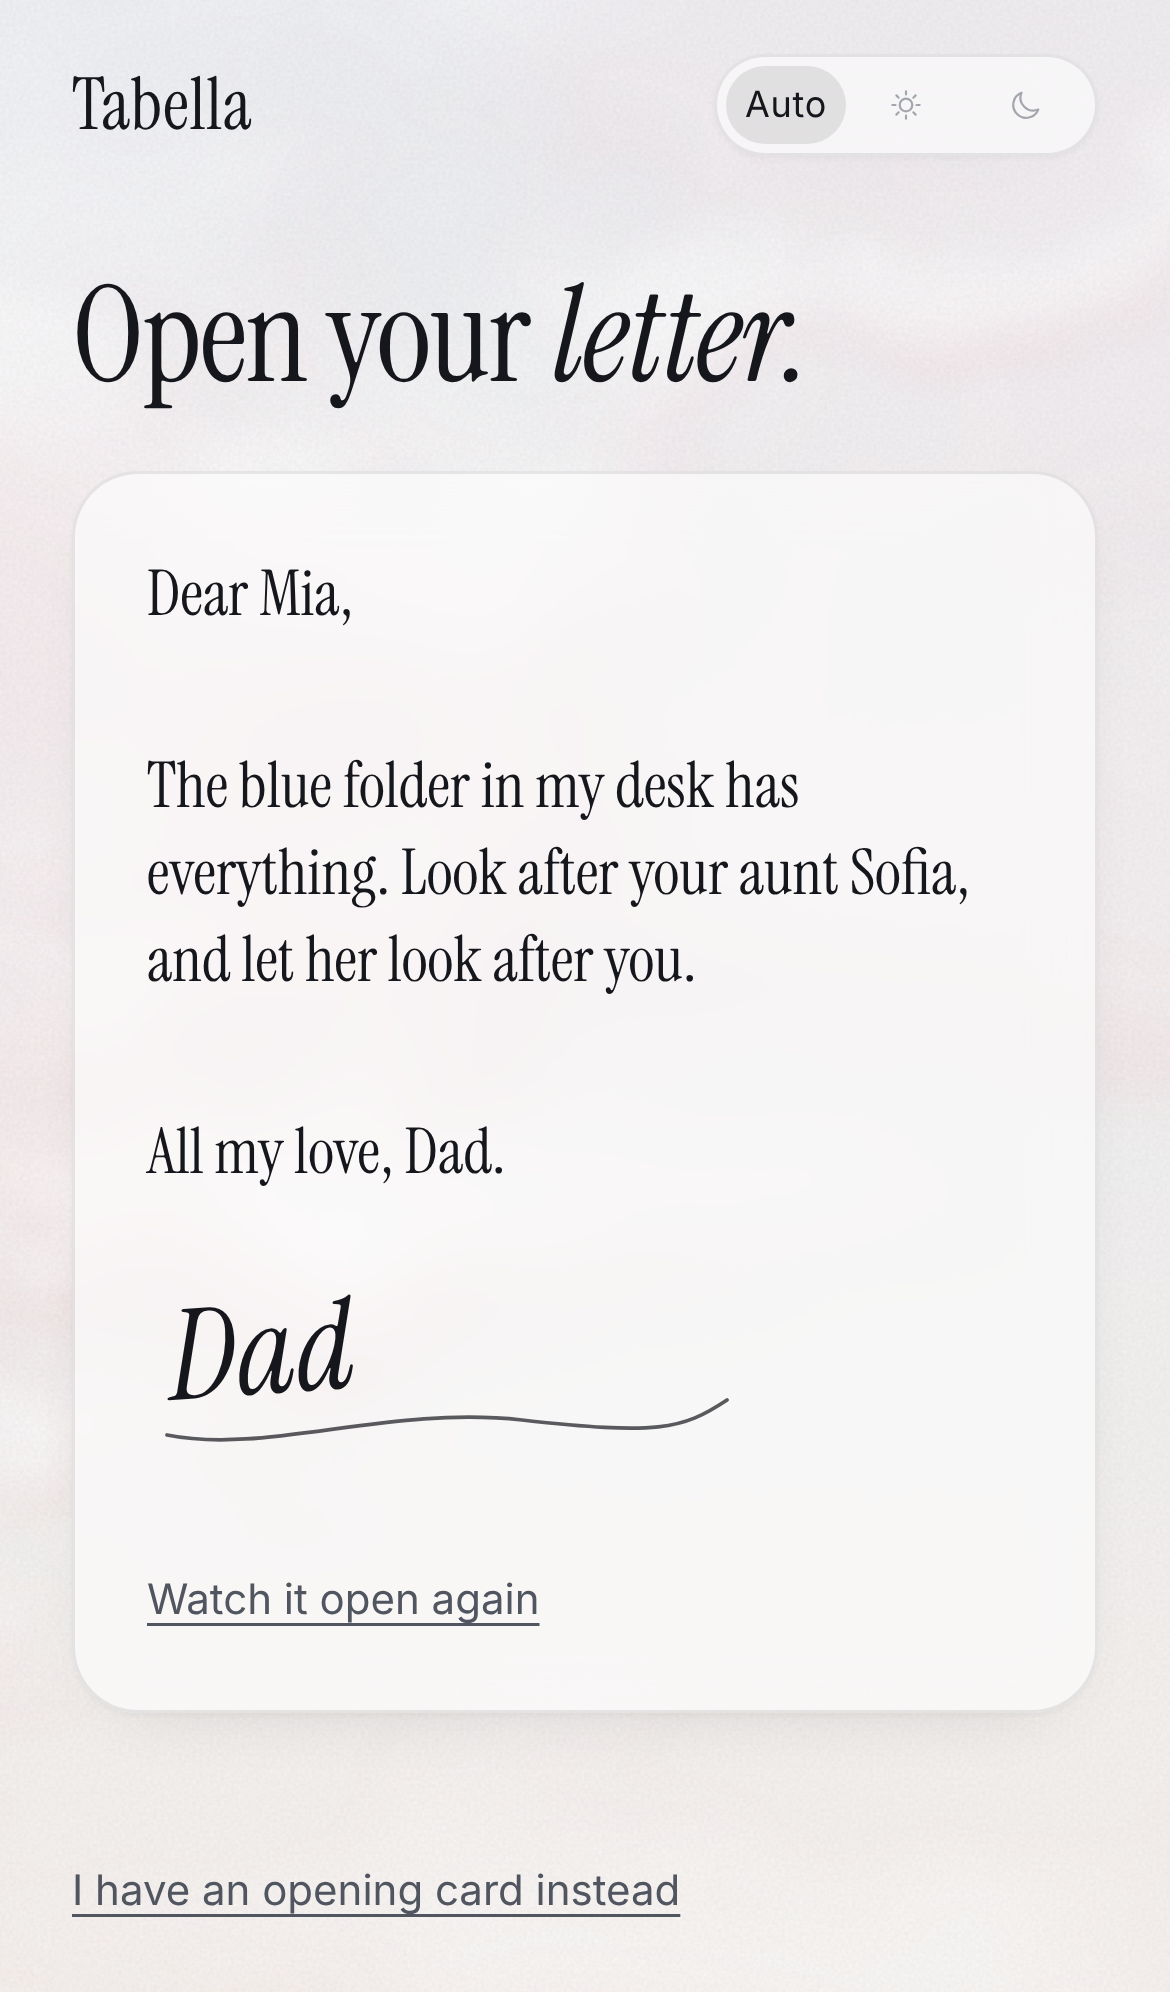 Tabella
Auto
Open your letter.
Dear Mia,
The blue folder in my desk has
everything. Look after your aunt Sofia,
and let her look after you.
All my love, Dad.
Dad
Watch it open again
I have an opening card instead